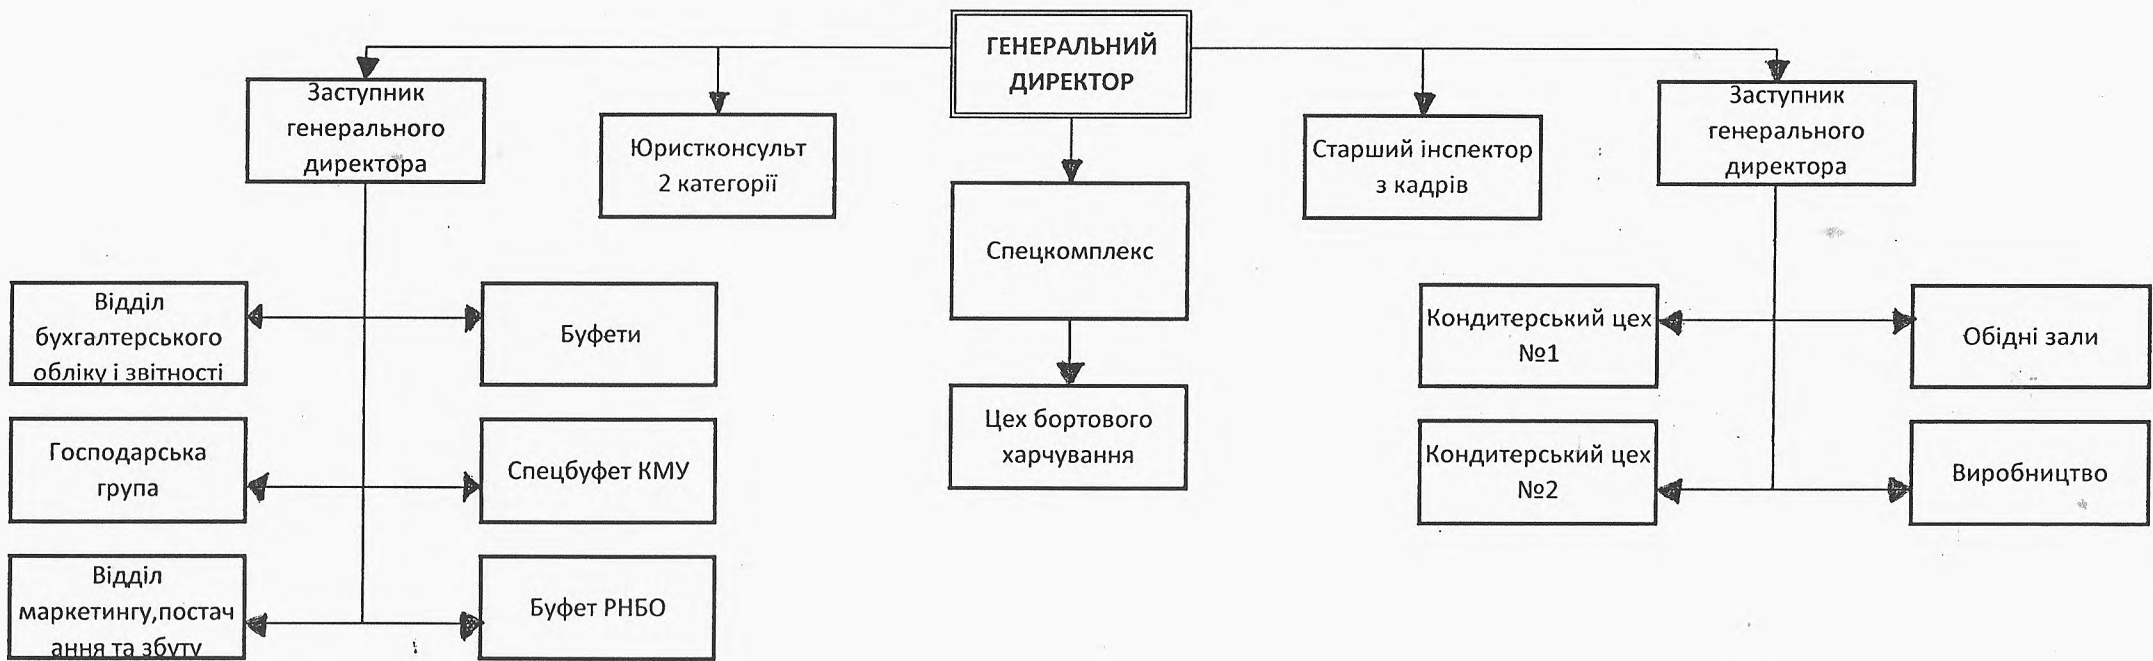 ГЕНЕРАЛЬНИЙ
ДИРЕКТОР
Заступник
генерального
директора
Юристконсульт
2 категорії
Старший інспектор
з кадрів
Заступник
генерального
директора
Спецкомплекс
Відділ
бухгалтерського
обліку і звітності
Буфети
Кондитерський цех
№1
Обідні зали
Цех бортового
харчування
Господарська
група
Спецбуфет КМУ
Кондитерський цех
№2
Виробництво
Відділ
маркетингу,постач
ання та збуту
Буфет РНБО